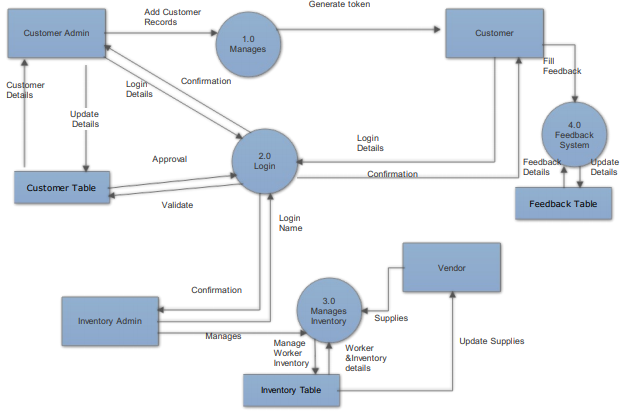 Generate token
Add Customer
Records
Customer Admin
1.0
Manages
Customer
Fill
Feedback
Customer
Details
Login
Details
Confirmation
Update
Details
4.0
Feedback
System
Login
Details
Approval
2.0
Login
Confirmation
Feedback
Details
Update
Details
Customer Table
Validate
Feedback Table
Login
Name
Vendor
Confirmation
3.0
Manages
Inventory
Supplies
Inventory Admin
Manages
Manage
Worker
Inventory
Worker
&Inventory
details
Update Supplies
Inventory Table